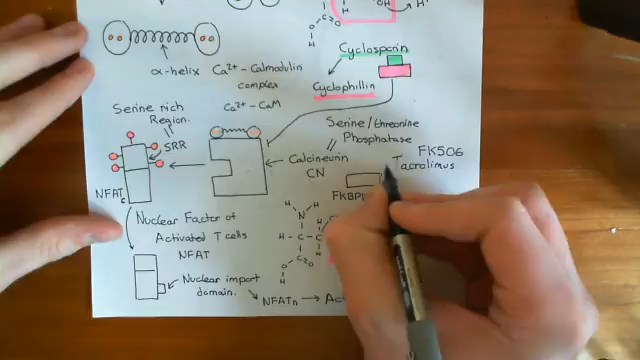 H
C
O
H
H⁺
Cyclosporin
α-helix
Ca²⁺ - Calmodulin
complex
Cyclophillin
Ca²⁺ - CaM
Serine rich
Region.
SRR
Serine/threonine
Phosphatase
Calcineurin
CN
FK506
Tacrolimus
FKBP
NFATc
Nuclear Factor of
Activated T cells
NFAT
Nuclear import
domain.
NFATn → Ac
H
H
N
H - C - C
C
O
O
H